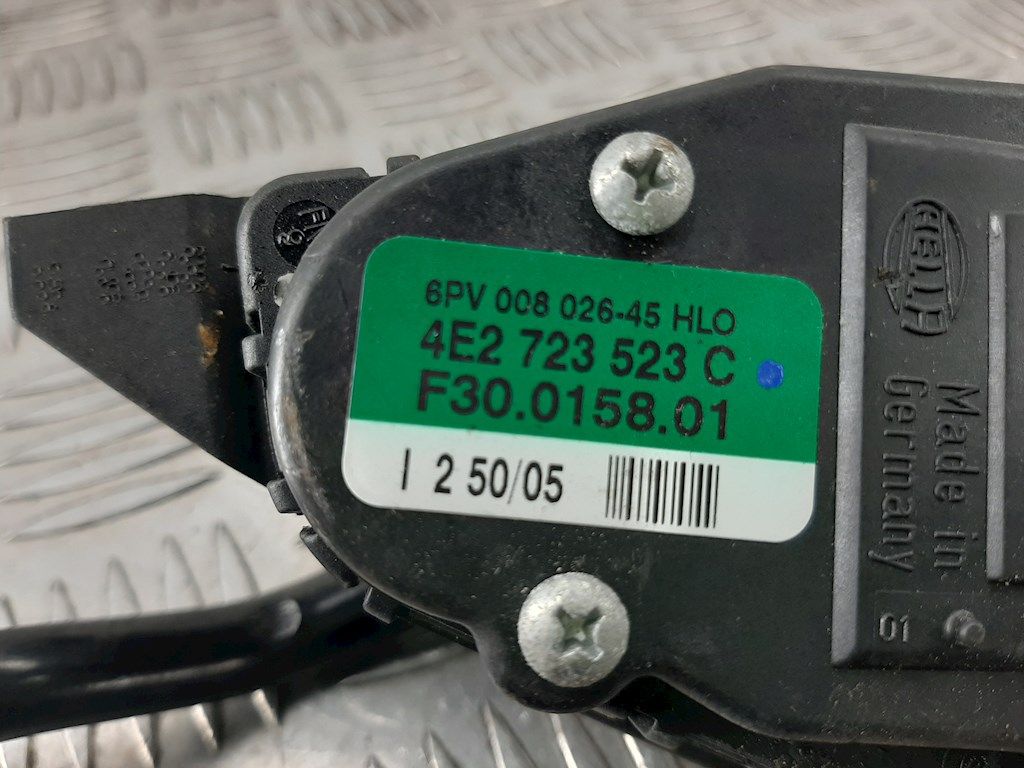 6PV 008 026-45 HLO
4E2 723 523 C
F30.0158.01
I 2 50/05
HELLA
Made in
Germany
01